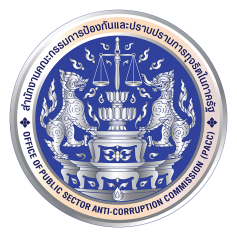 สำนักงานคณะกรรมการป้องกันและปราบปรามการทุจริตในภาครัฐ
OFFICE OF PUBLIC SECTOR ANTI-CORRUPTION COMMISSION (PACC)